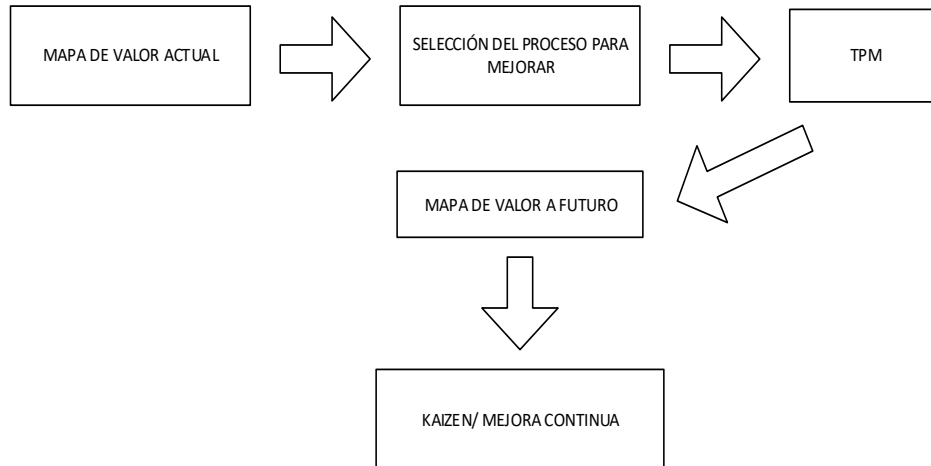 MAPA DE VALOR ACTUAL
SELECCIÓN DEL PROCESO PARA
MEJORAR
TPM
MAPA DE VALOR A FUTURO
KAIZEN/ MEJORA CONTINUA